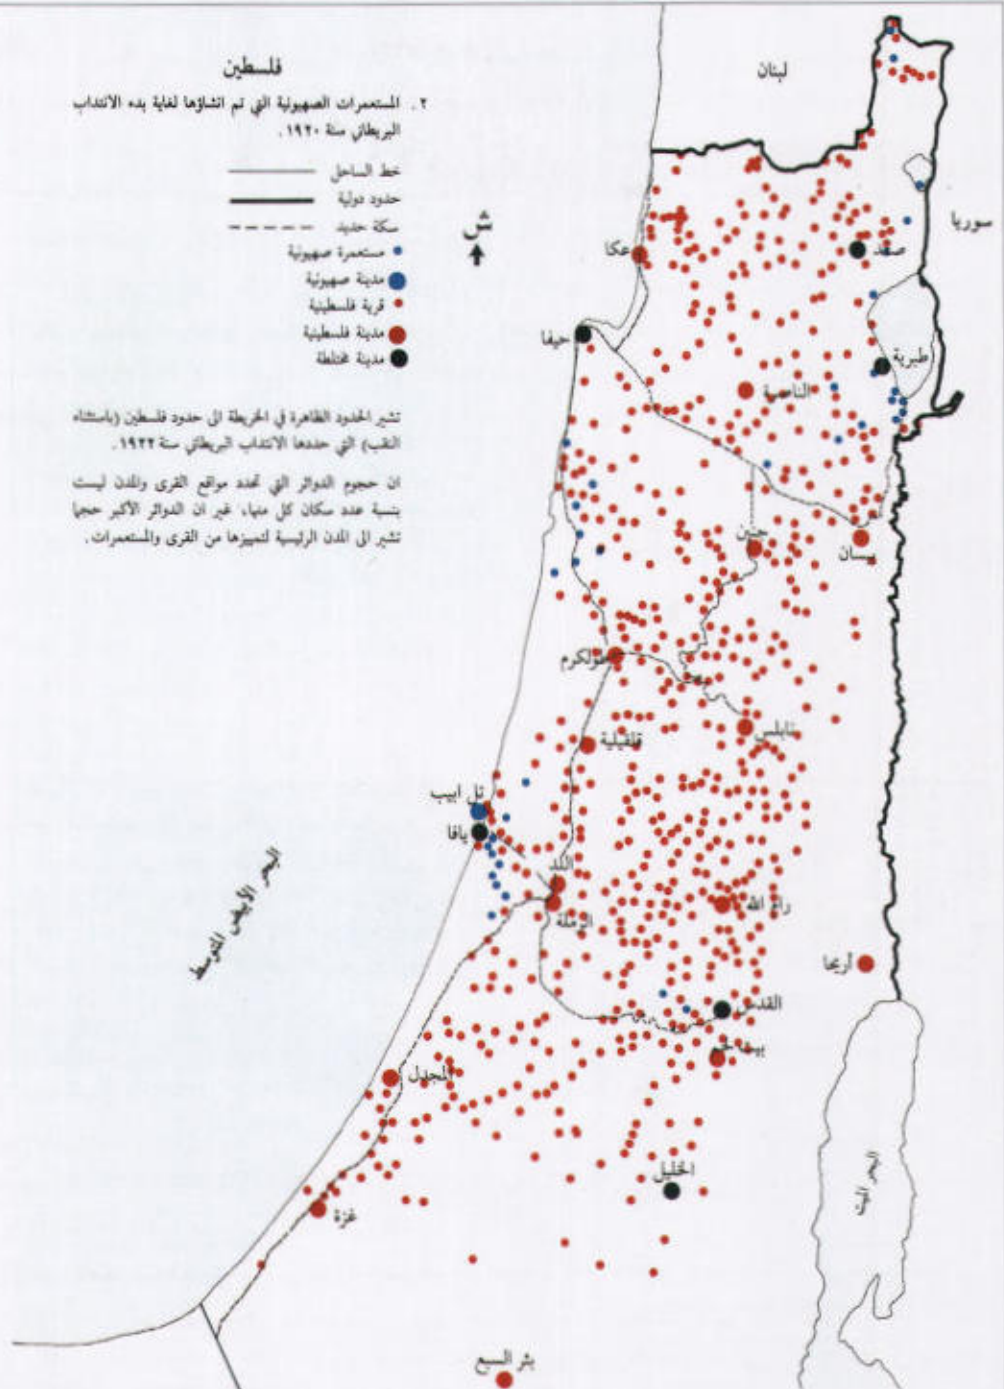 فلسطين
٢. المستعمرات الصهيونية التي تم انشاؤها لغاية بدء الانتداب
البريطاني سنة ١٩٢٠.
خط الساحل
حدود دولية
سكة حديد
مستعمرة صهيونية
مدينة صهيونية
قرية فلسطينية
مدينة فلسطينية
مدينة مختلطة
تشير الحدود الظاهرة في الخريطة الى حدود فلسطين (باستثناء
النقب) التي حددها الانتداب البريطاني سنة ١٩٢٢.
ان حجوم الدوائر التي تحدد مواقع القرى والمدن ليست
بنسبة عدد سكان كل منها، غير ان الدوائر الأكبر حجما
تشير الى المدن الرئيسية لتمييزها من القرى والمستعمرات.
ش
لبنان
سوريا
صفد
عكا
حيفا
طبرية
الناصرة
جنين
بيسان
طولكرم
نابلس
قلقيلية
تل ابيب
يافا
اللد
الرملة
رام الله
أريحا
القدس
بيت لحم
المجدل
الخليل
غزة
بئر السبع
البحر الأبيض المتوسط
البحر الميت